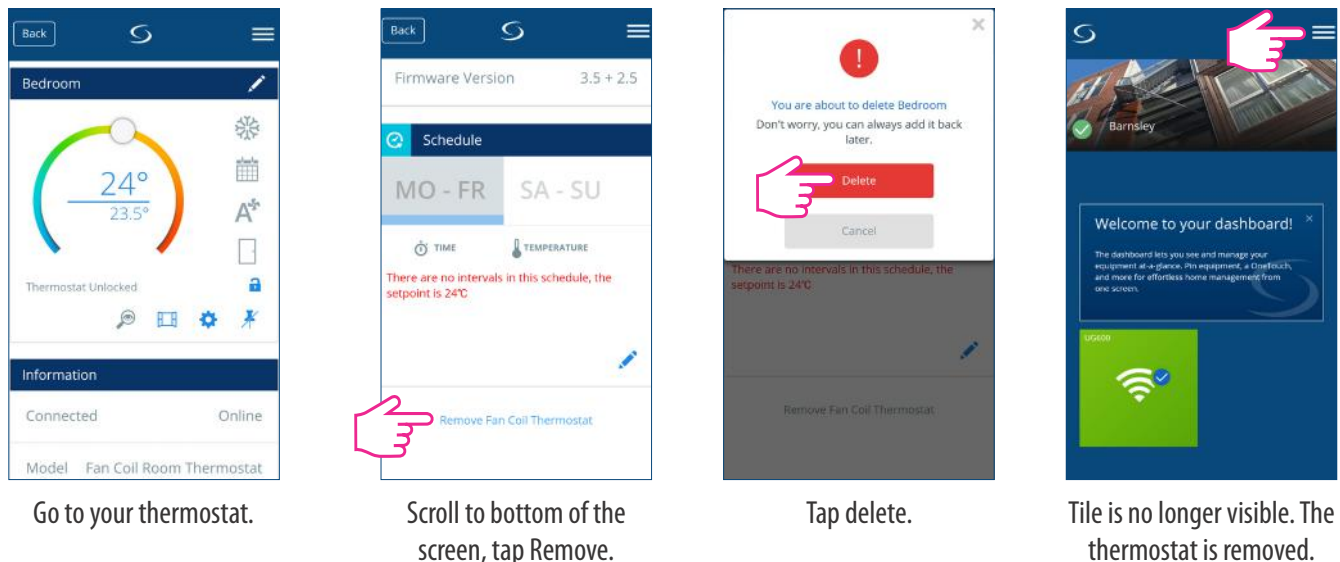 Back
Bedroom
24°
23.5°
A
Thermostat Unlocked
Information
Connected Online
Model Fan Coil Room Thermostat
Go to your thermostat.
Back
Firmware Version 3.5 + 2.5
Schedule
MO - FR SA - SU
TIME TEMPERATURE
There are no intervals in this schedule, the
setpoint is 24°C
Remove Fan Coil Thermostat
Scroll to bottom of the
screen, tap Remove.
!
You are about to delete Bedroom
Don't worry, you can always add it back
later.
Delete
Cancel
There are no intervals in this schedule, the
setpoint is 24°C
Remove Fan Coil Thermostat
Tap delete.
Barnsley
Welcome to your dashboard!
The dashboard lets you see and manage your
equipment at-a-glance. Pin equipment, a OneTouch,
and more for effortless home management from
one screen.
UG600
Tile is no longer visible. The
thermostat is removed.